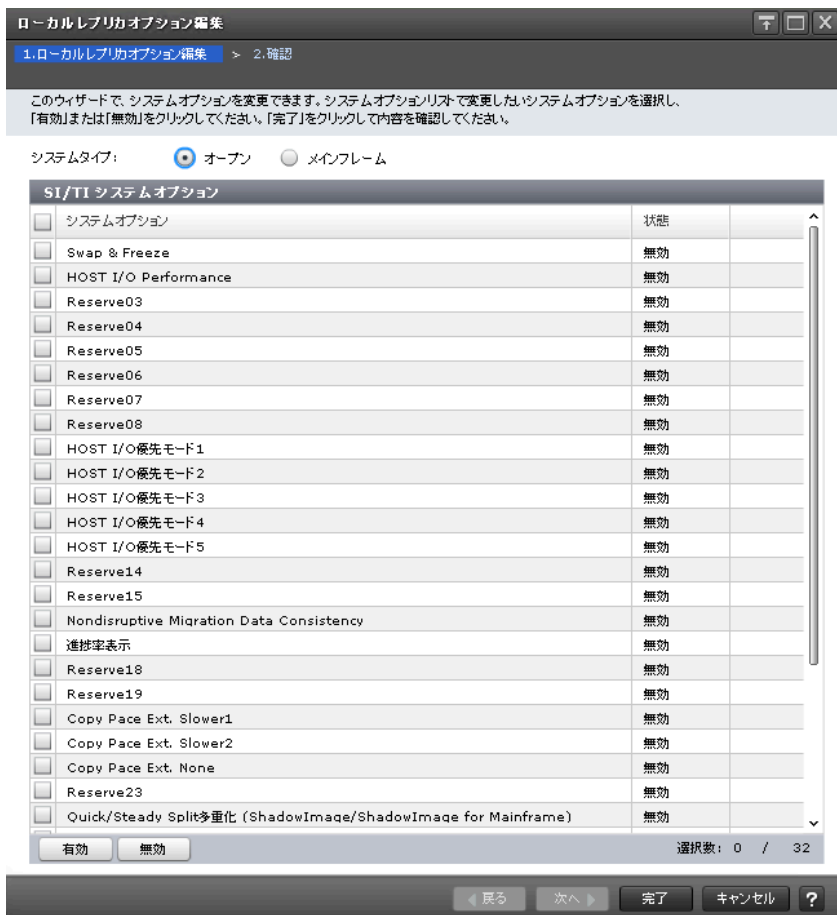 ローカルレプリカオプション編集
1.ローカルレプリカオプション編集 > 2.確認
このウィザードで、システムオプションを変更できます。システムオプションリストで変更したいシステムオプションを選択し、
「有効」または「無効」をクリックしてください。「完了」をクリックして内容を確認してください。
システムタイプ: オープン メインフレーム
SI/TI システムオプション
システムオプション 状態
Swap & Freeze 無効
HOST I/O Performance 無効
Reserve03 無効
Reserve04 無効
Reserve05 無効
Reserve06 無効
Reserve07 無効
Reserve08 無効
HOST I/O優先モード1 無効
HOST I/O優先モード2 無効
HOST I/O優先モード3 無効
HOST I/O優先モード4 無効
HOST I/O優先モード5 無効
Reserve14 無効
Reserve15 無効
Nondisruptive Migration Data Consistency 無効
進捗率表示 無効
Reserve18 無効
Reserve19 無効
Copy Pace Ext. Slower1 無効
Copy Pace Ext. Slower2 無効
Copy Pace Ext. None 無効
Reserve23 無効
Quick/Steady Split多重化 (ShadowImage/ShadowImage for Mainframe) 無効
有効 無効 選択数: 0 / 32
戻る 次へ 完了 キャンセル ?